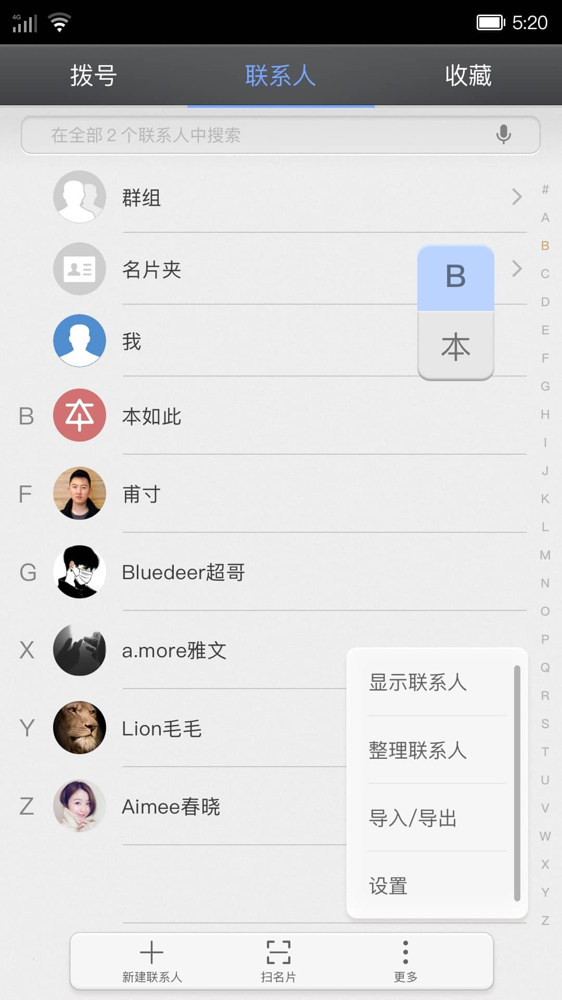 4G
5:20
拨号 联系人 收藏
在全部 2 个联系人中搜索
群组
名片夹
我
B
本
B 本 本如此
F 甫寸
G Bluedeer超哥
X a.more雅文
Y Lion毛毛
Z Aimee春晓
#
A
B
C
D
E
F
G
H
I
J
K
L
M
N
O
P
Q
R
S
T
U
V
W
X
Y
Z
显示联系人
整理联系人
导入/导出
设置
新建联系人 扫名片 更多